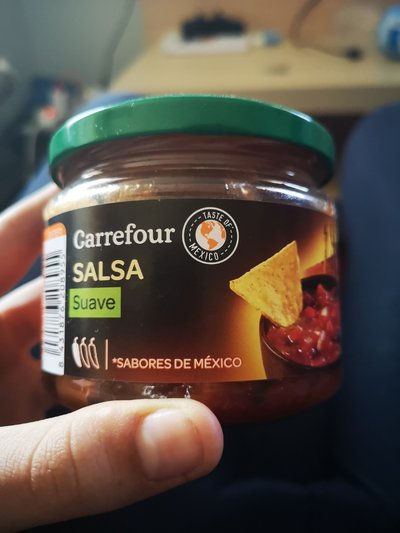 Carrefour
TASTE OF
MEXICO
SALSA
Suave
*SABORES DE MÉXICO